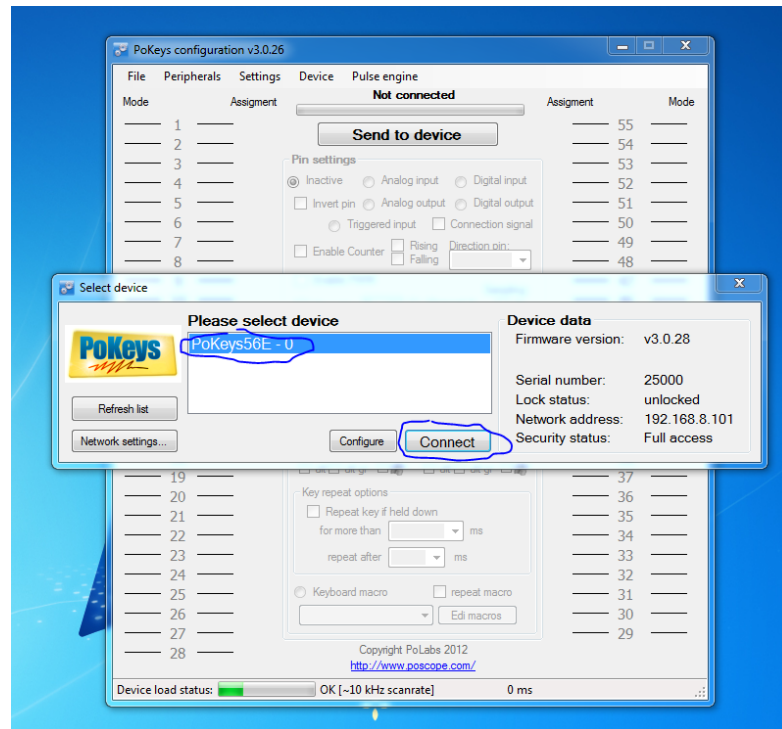 PoKeys configuration v3.0.26
File Peripherals Settings Device Pulse engine
Mode Assigment Not connected Assigment Mode
Send to device
1 55
2 54
Pin settings
3 53
Inactive Analog input Digital input
4 52
Invert pin Analog output Digital output
5 51
Triggered input Connection signal
6 50
7 49
Enable Counter Rising Direction pin:
Falling
8 48
Select device
Please select device
PoKeys56E - 0
PoKeys
Refresh list
Network settings...
Configure Connect
Device data
Firmware version: v3.0.28
Serial number: 25000
Lock status: unlocked
Network address: 192.168.8.101
Security status: Full access
19 37
Key repeat options
20 36
Repeat key if held down
21 35
for more than ms
22 34
repeat after ms
23 33
24 32
Keyboard macro repeat macro
25 31
Edi macros
26 30
27 29
Copyright PoLabs 2012
28
http://www.poscope.com/
Device load status: OK [~10 kHz scanrate] 0 ms